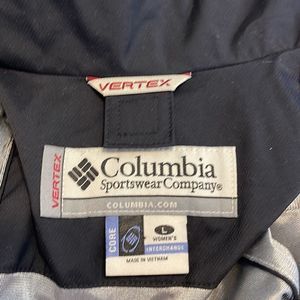 VERTEX
VERTEX
Columbia
Sportswear Company®
COLUMBIA.COM
CORE
L
WOMEN'S
INTERCHANGE
MADE IN VIETNAM